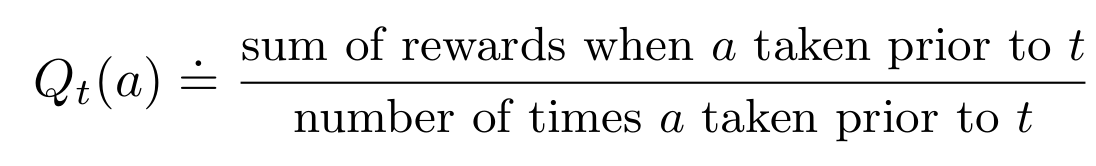 sum of rewards when a taken prior to t
Qₜ(a) ≐
number of times a taken prior to t